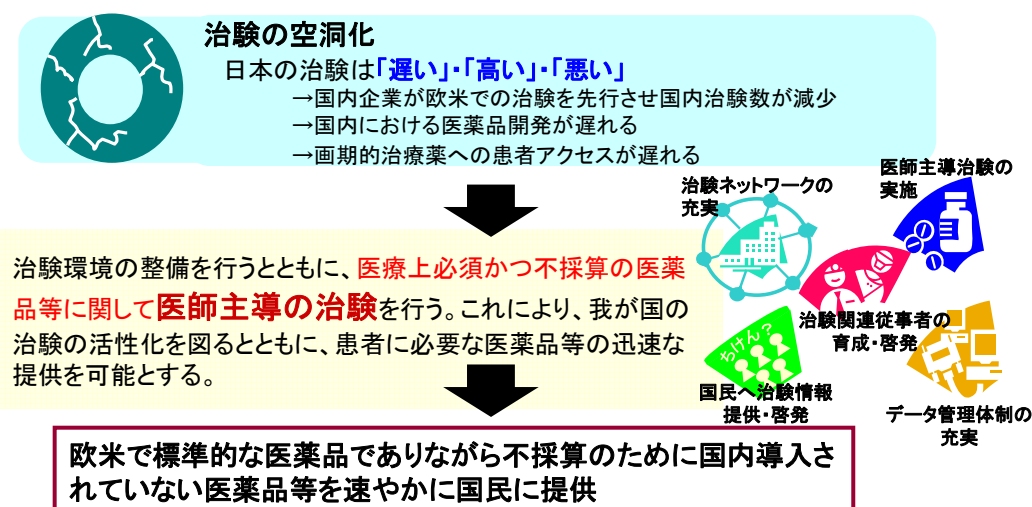 治験の空洞化
日本の治験は「遅い」・「高い」・「悪い」
→国内企業が欧米での治験を先行させ国内治験数が減少
→国内における医薬品開発が遅れる
→画期的治療薬への患者アクセスが遅れる
治験環境の整備を行うとともに、医療上必須かつ不採算の医薬
品等に関して医師主導の治験を行う。これにより、我が国の
治験の活性化を図るとともに、患者に必要な医薬品等の迅速な
提供を可能とする。
治験ネットワークの
充実
医師主導治験の
実施
治験関連従事者の
育成・啓発
ちけん？
国民へ治験情報
提供・啓発
データ管理体制の
充実
欧米で標準的な医薬品でありながら不採算のために国内導入さ
れていない医薬品等を速やかに国民に提供